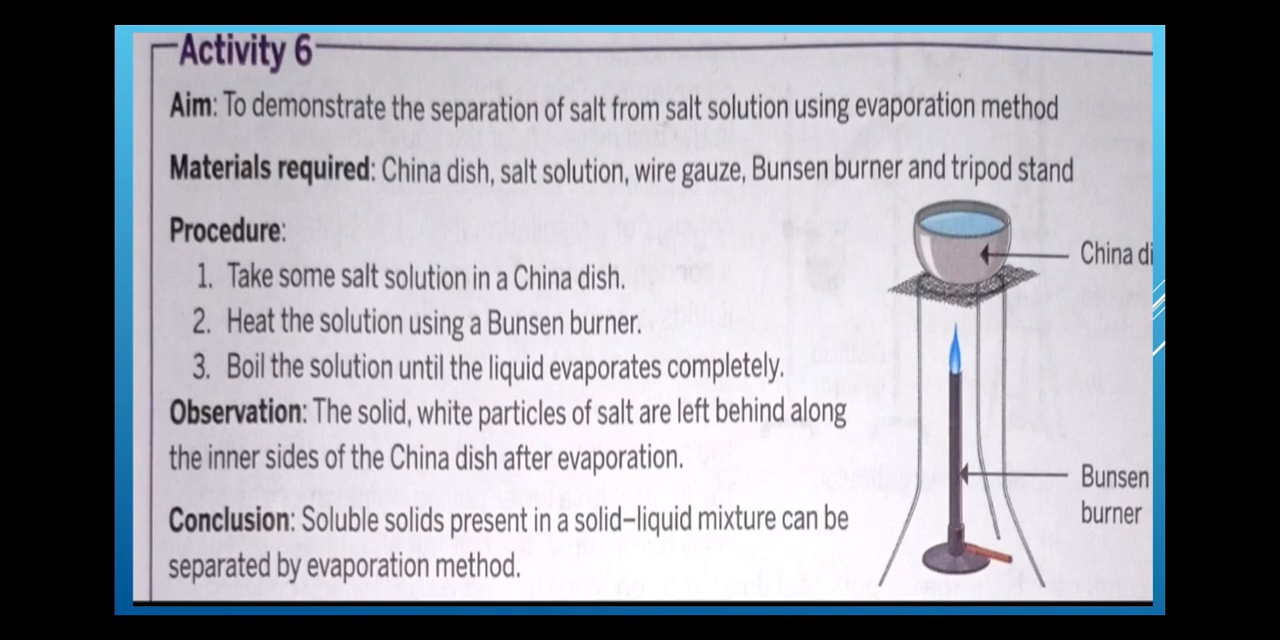 Activity 6
Aim: To demonstrate the separation of salt from salt solution using evaporation method
Materials required: China dish, salt solution, wire gauze, Bunsen burner and tripod stand
Procedure:
1. Take some salt solution in a China dish.
2. Heat the solution using a Bunsen burner.
3. Boil the solution until the liquid evaporates completely.
Observation: The solid, white particles of salt are left behind along
the inner sides of the China dish after evaporation.
Conclusion: Soluble solids present in a solid–liquid mixture can be
separated by evaporation method.
China di
Bunsen
burner